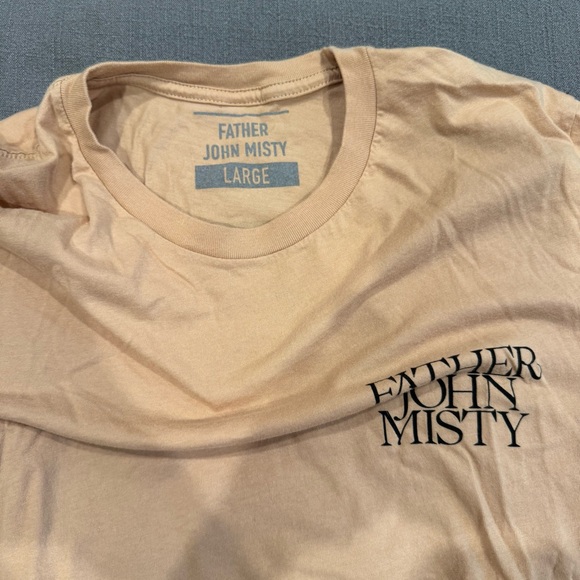 FATHER
JOHN MISTY
LARGE
FATHER
JOHN
MISTY